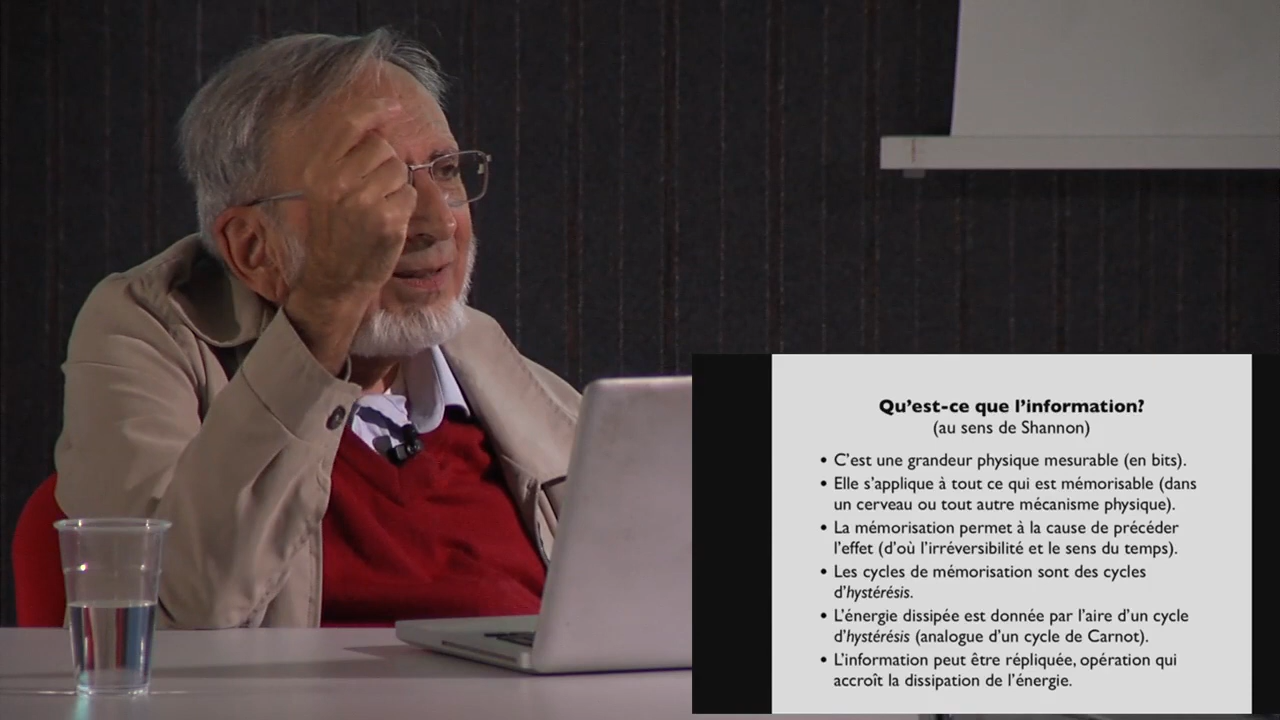 Qu’est-ce que l’information?
(au sens de Shannon)
• C’est une grandeur physique mesurable (en bits).
• Elle s’applique à tout ce qui est mémorisable (dans
un cerveau ou tout autre mécanisme physique).
• La mémorisation permet à la cause de précéder
l’effet (d’où l’irréversibilité et le sens du temps).
• Les cycles de mémorisation sont des cycles
d’hystérésis.
• L’énergie dissipée est donnée par l’aire d’un cycle
d’hystérésis (analogue d’un cycle de Carnot).
• L’information peut être répliquée, opération qui
accroît la dissipation de l’énergie.